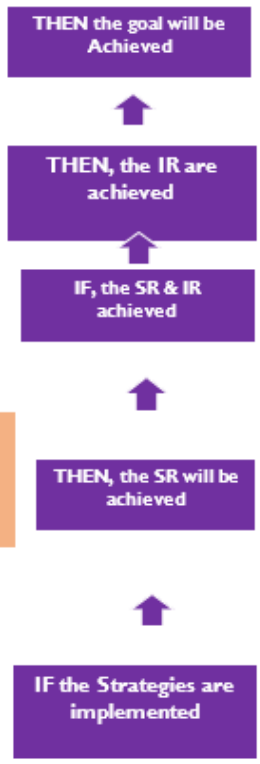 THEN the goal will be
Achieved
THEN, the IR are
achieved
IF, the SR & IR
achieved
THEN, the SR will be
achieved
IF the Strategies are
implemented